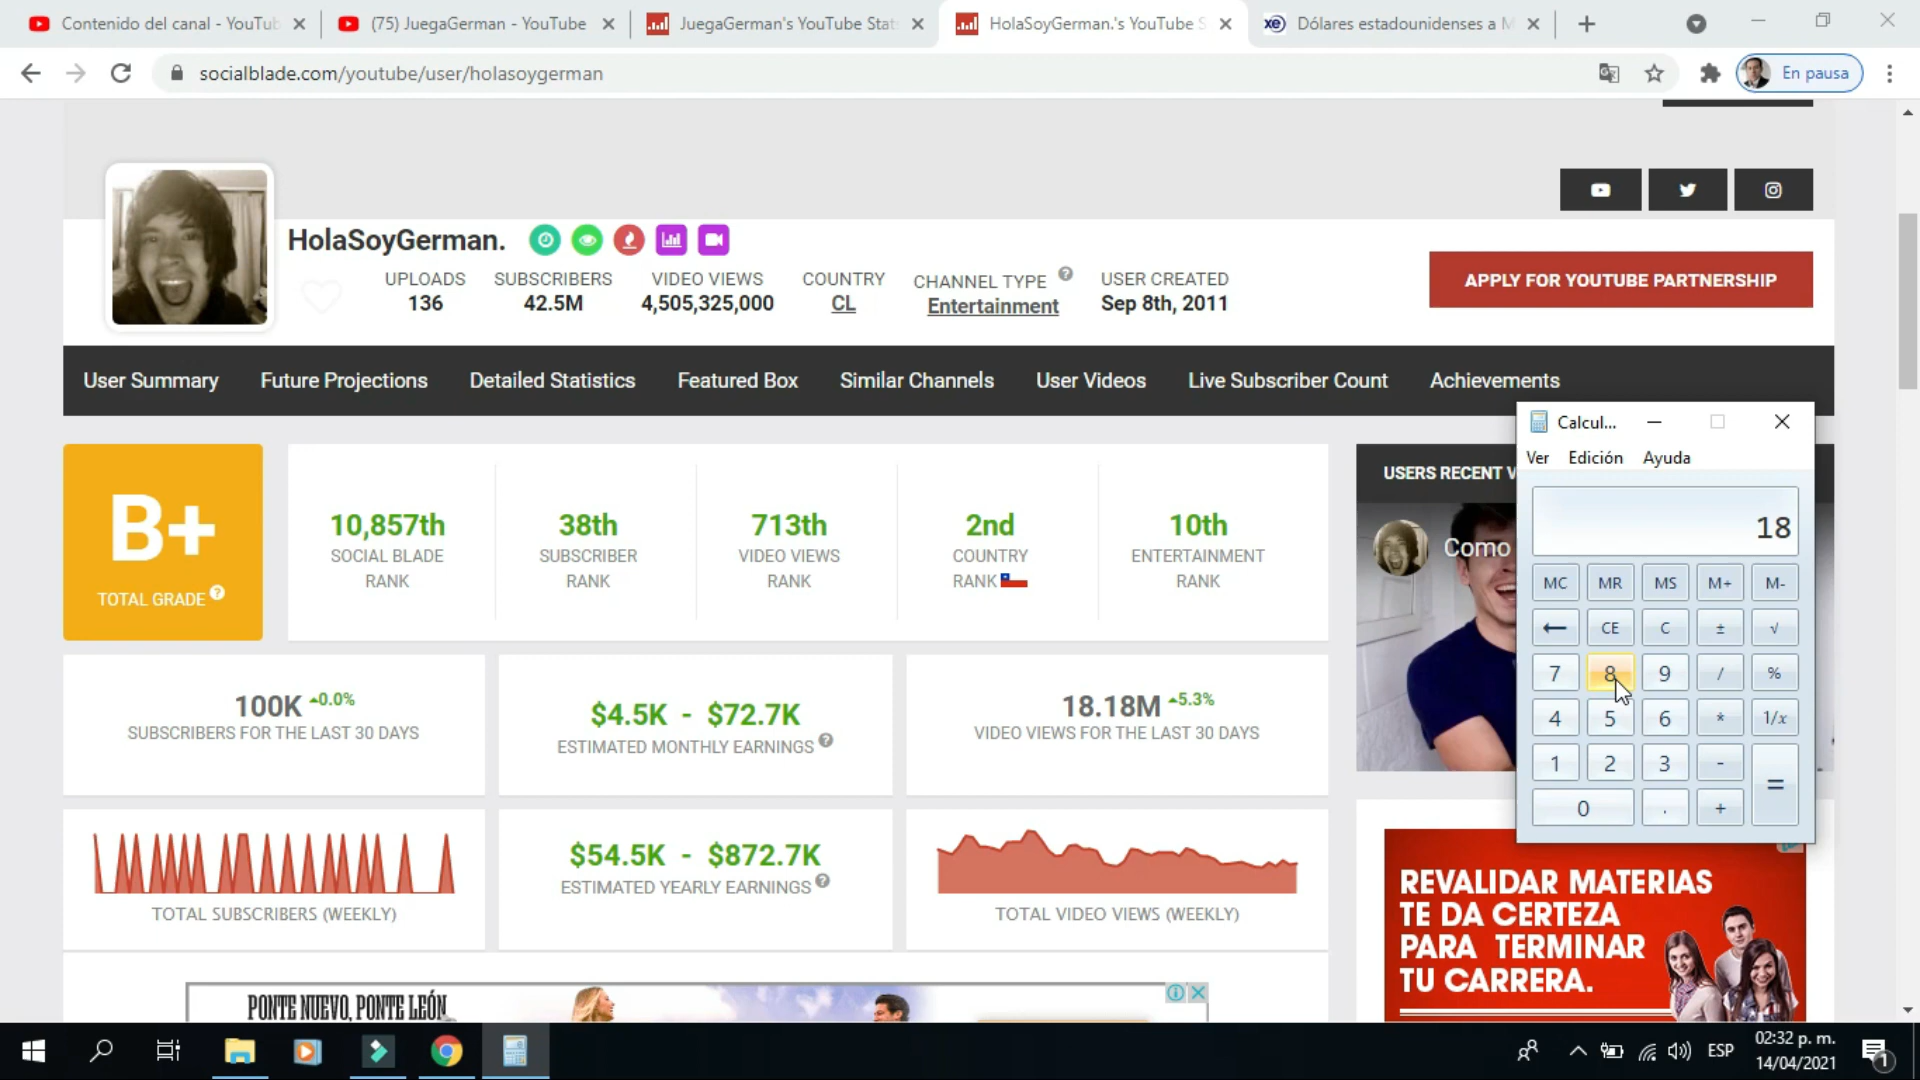 Contenido del canal - YouTub
(75) JuegaGerman - YouTube
JuegaGerman's YouTube Stat
HolaSoyGerman.'s YouTube S
xe
Dólares estadounidenses a M
socialblade.com/youtube/user/holasoygerman
En pausa
HolaSoyGerman.
UPLOADS
136
SUBSCRIBERS
42.5M
VIDEO VIEWS
4,505,325,000
COUNTRY
CL
CHANNEL TYPE
Entertainment
USER CREATED
Sep 8th, 2011
APPLY FOR YOUTUBE PARTNERSHIP
User Summary
Future Projections
Detailed Statistics
Featured Box
Similar Channels
User Videos
Live Subscriber Count
Achievements
B+
TOTAL GRADE
10,857th
SOCIAL BLADE
RANK
38th
SUBSCRIBER
RANK
713th
VIDEO VIEWS
RANK
2nd
COUNTRY
RANK
10th
ENTERTAINMENT
RANK
100K 0.0%
SUBSCRIBERS FOR THE LAST 30 DAYS
$4.5K - $72.7K
ESTIMATED MONTHLY EARNINGS
18.18M 5.3%
VIDEO VIEWS FOR THE LAST 30 DAYS
TOTAL SUBSCRIBERS (WEEKLY)
$54.5K - $872.7K
ESTIMATED YEARLY EARNINGS
TOTAL VIDEO VIEWS (WEEKLY)
USERS RECENT V
Como
Calcul...
Ver Edición Ayuda
18
MC MR MS M+ M-
← CE C ± √
7 8 9 / %
4 5 6 * 1/x
1 2 3 - =
0 . +
REVALIDAR MATERIAS
TE DA CERTEZA
PARA TERMINAR
TU CARRERA.
PONTE NUEVO, PONTE LEÓN
ESP
02:32 p. m.
14/04/2021
1